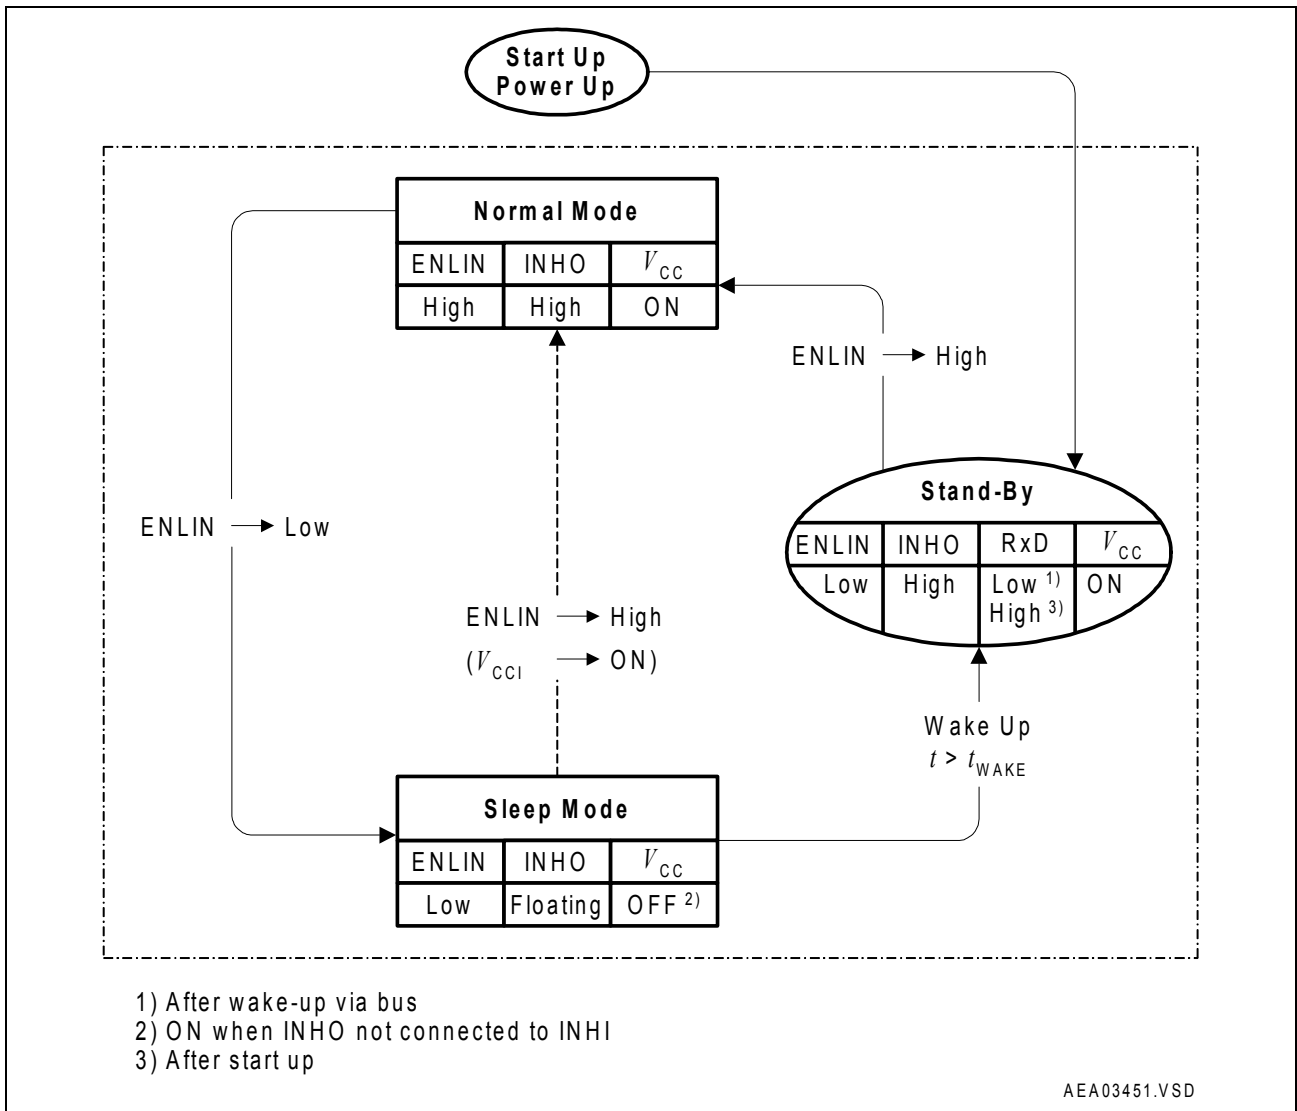 Start Up
Power Up
Normal Mode
ENLIN INHO VCC
High High ON
ENLIN → High
Stand-By
ENLIN INHO RxD VCC
Low High Low 1) ON
High 3)
ENLIN → Low
ENLIN → High
(VCCI → ON)
Wake Up
t > tWAKE
Sleep Mode
ENLIN INHO VCC
Low Floating OFF 2)
1) After wake-up via bus
2) ON when INHO not connected to INHI
3) After start up
AEA03451.VSD